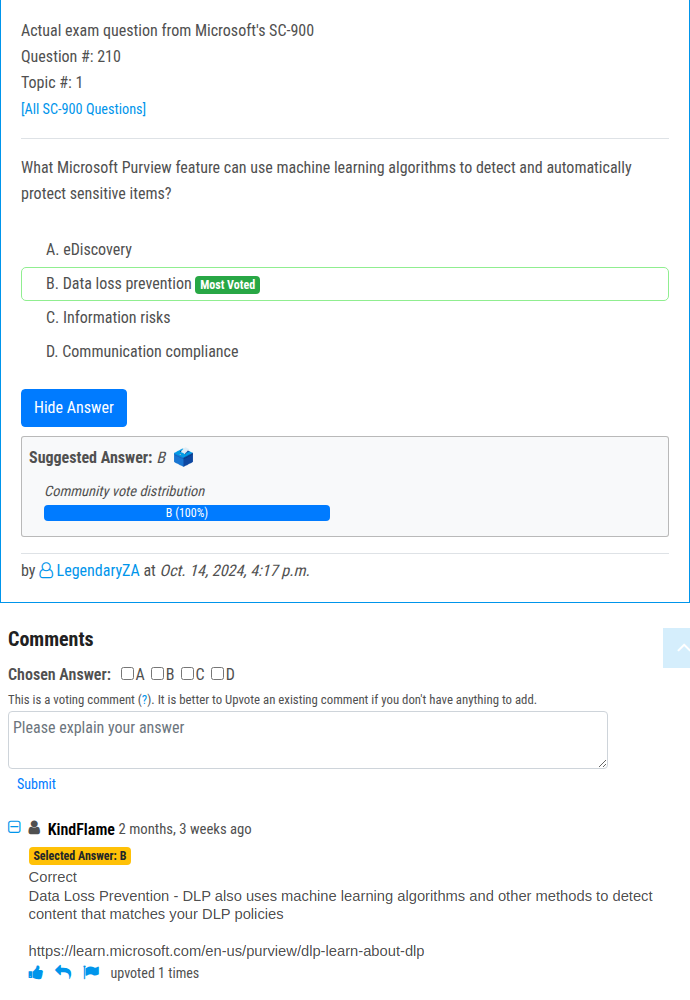 Actual exam question from Microsoft's SC-900
Question #: 210
Topic #: 1
[All SC-900 Questions]
What Microsoft Purview feature can use machine learning algorithms to detect and automatically
protect sensitive items?
A. eDiscovery
B. Data loss prevention Most Voted
C. Information risks
D. Communication compliance
Hide Answer
Suggested Answer: B
Community vote distribution
B (100%)
by LegendaryZA at Oct. 14, 2024, 4:17 p.m.
Comments
Chosen Answer: A B C D
This is a voting comment (?). It is better to Upvote an existing comment if you don't have anything to add.
Please explain your answer
Submit
KindFlame 2 months, 3 weeks ago
Selected Answer: B
Correct
Data Loss Prevention - DLP also uses machine learning algorithms and other methods to detect
content that matches your DLP policies
https://learn.microsoft.com/en-us/purview/dlp-learn-about-dlp
upvoted 1 times